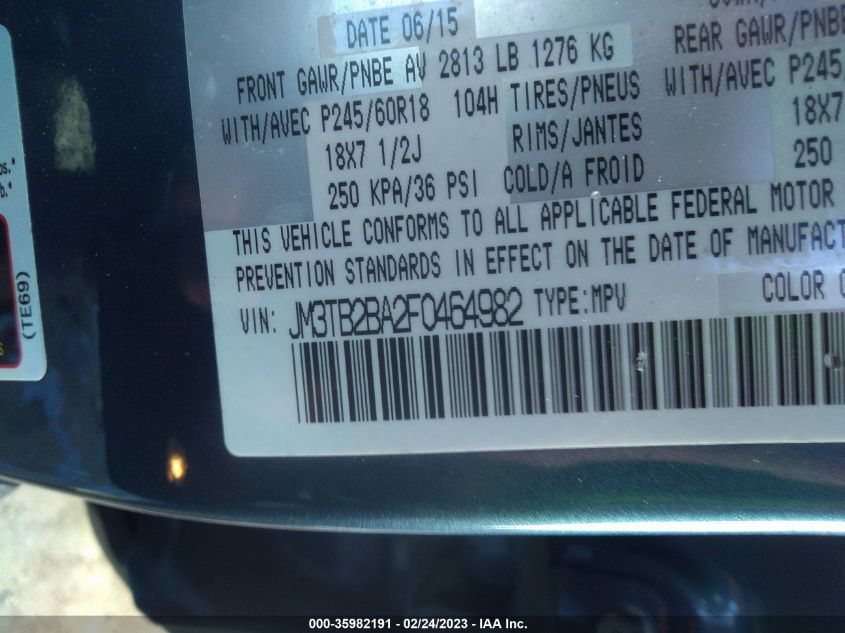 DATE 06/15
FRONT GAWR/PNBE AV 2813 LB 1276 KG
WITH/AVEC P245/60R18 104H TIRES/PNEUS
18X7 1/2J RIMS/JANTES
250 KPA/36 PSI COLD/A FROID
REAR GAWR/PNBE
WITH/AVEC P245
18X7
250
THIS VEHICLE CONFORMS TO ALL APPLICABLE FEDERAL MOTOR
PREVENTION STANDARDS IN EFFECT ON THE DATE OF MANUFACT
VIN: JM3TB2BA2F0464982 TYPE:MPV COLOR
(TE69)
000-35982191 - 02/24/2023 - IAA Inc.